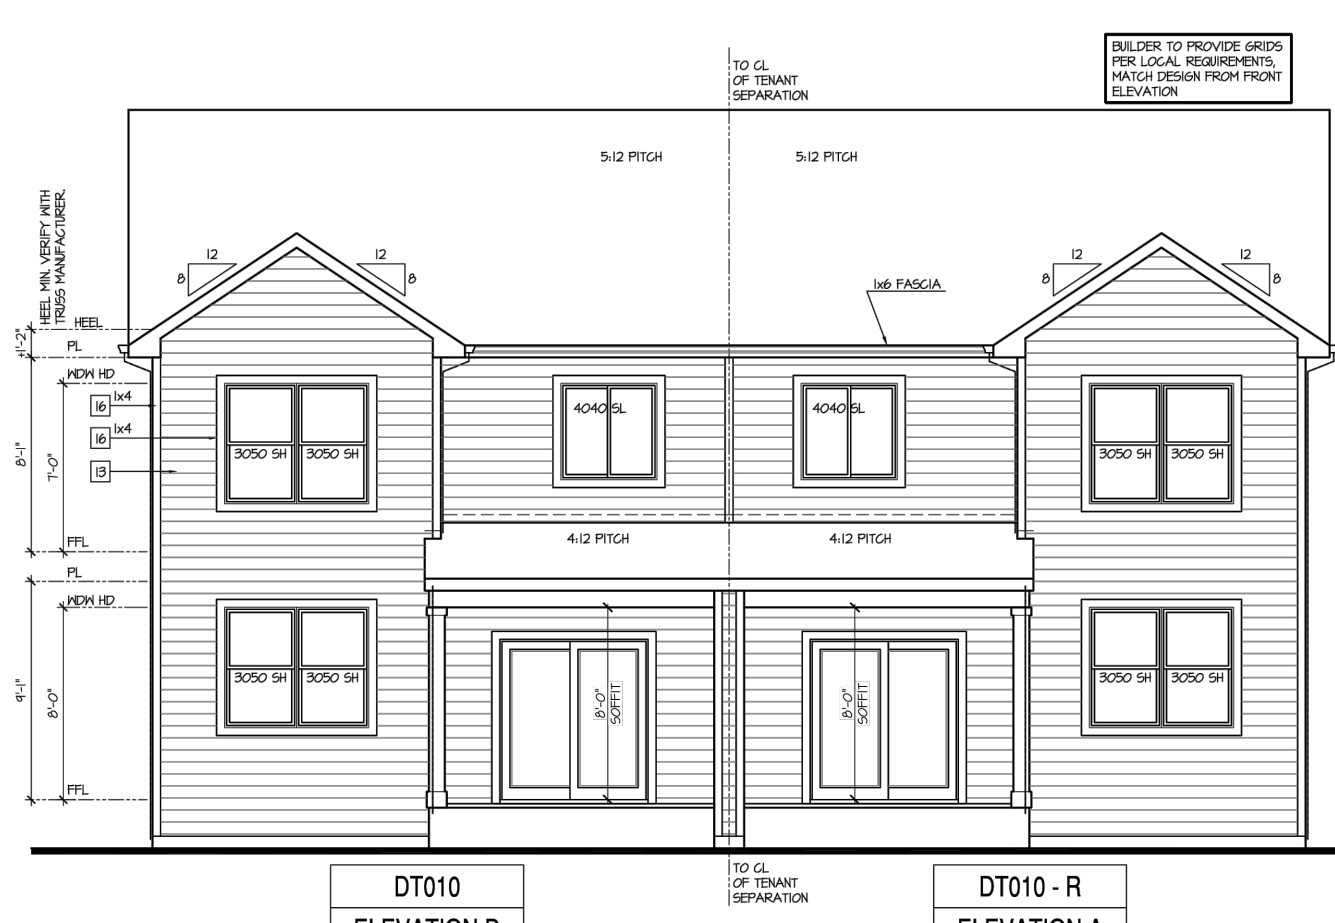 BUILDER TO PROVIDE GRIDS
PER LOCAL REQUIREMENTS,
MATCH DESIGN FROM FRONT
ELEVATION
TO CL
OF TENANT
SEPARATION
5:12 PITCH
5:12 PITCH
HEEL MIN. VERIFY WITH
TRUSS MANUFACTURER.
12
8
12
8
12
8
12
8
1x6 FASCIA
HEEL
±1'-2"
PL
WDW HD
16
1x4
16
1x4
13
8'-1"
7'-0"
3050 SH
3050 SH
4040 SL
4040 SL
3050 SH
3050 SH
FFL
4:12 PITCH
4:12 PITCH
PL
WDW HD
9'-1"
8'-0"
3050 SH
3050 SH
8'-0"
SOFFIT
8'-0"
SOFFIT
3050 SH
3050 SH
FFL
TO CL
OF TENANT
SEPARATION
DT010
DT010 - R